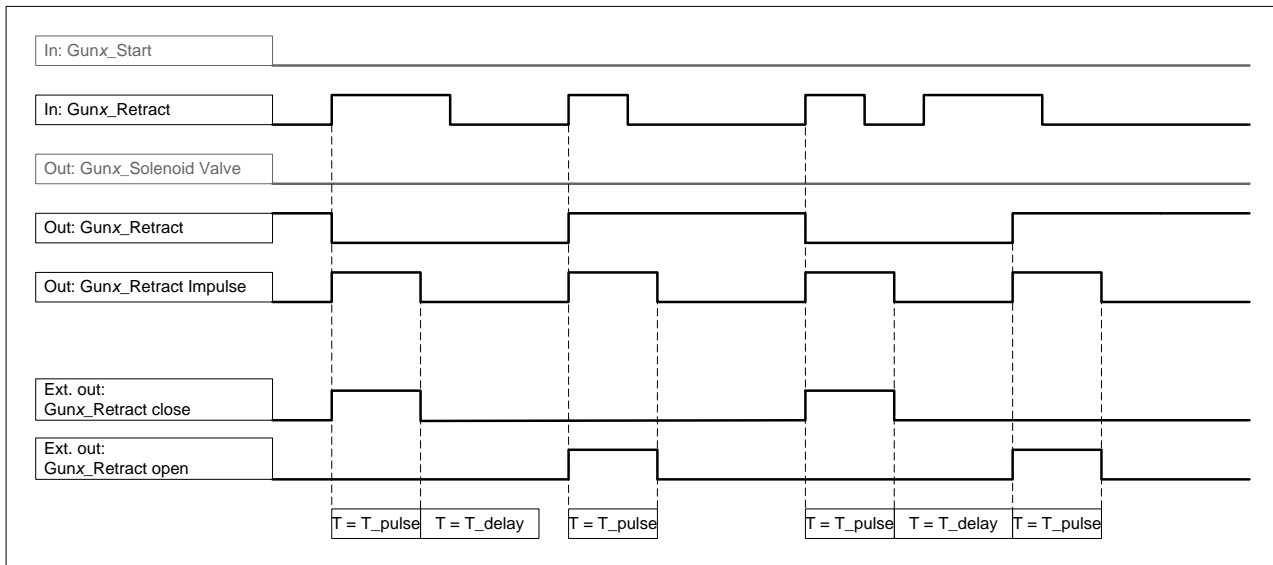 In: Gunx_Start
In: Gunx_Retract
Out: Gunx_Solenoid Valve
Out: Gunx_Retract
Out: Gunx_Retract Impulse
Ext. out:
Gunx_Retract close
Ext. out:
Gunx_Retract open
T = T_pulse T = T_delay T = T_pulse T = T_pulse T = T_delay T = T_pulse